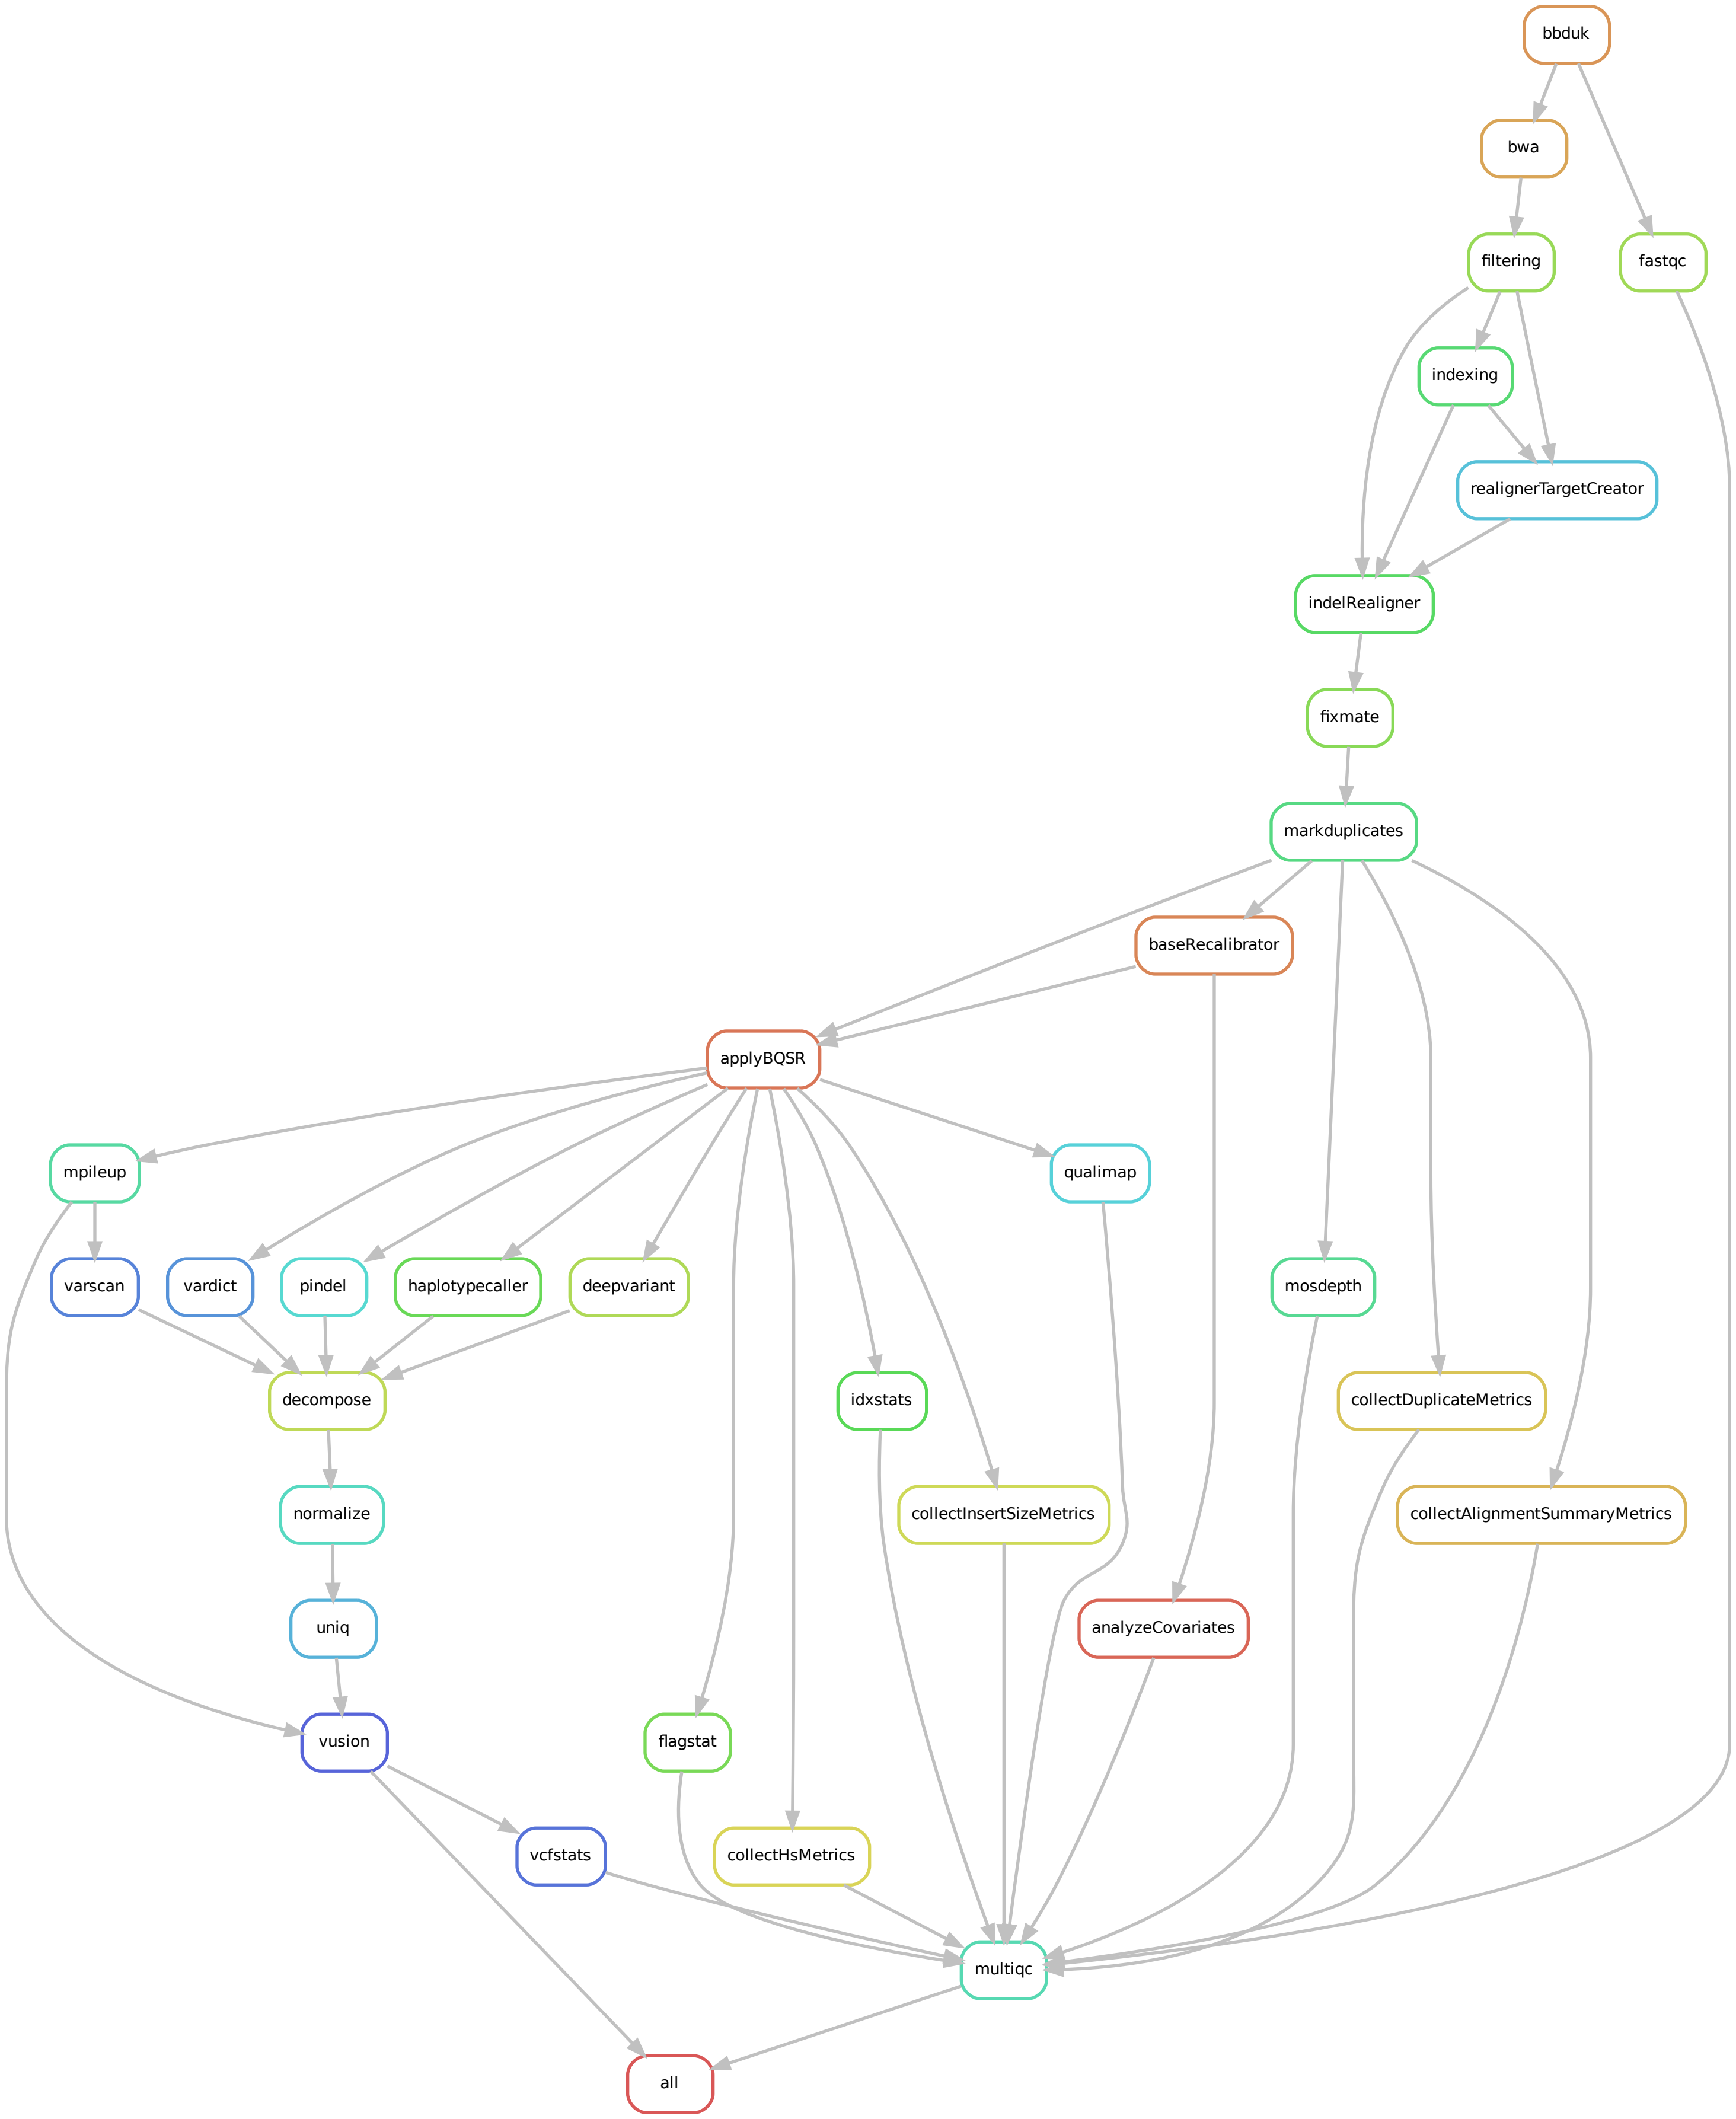 bbduk
bwa
filtering
fastqc
indexing
realignerTargetCreator
indelRealigner
fixmate
markduplicates
baseRecalibrator
applyBQSR
mpileup
qualimap
varscan
vardict
pindel
haplotypecaller
deepvariant
mosdepth
decompose
idxstats
collectDuplicateMetrics
normalize
collectInsertSizeMetrics
collectAlignmentSummaryMetrics
uniq
analyzeCovariates
vusion
flagstat
vcfstats
collectHsMetrics
multiqc
all